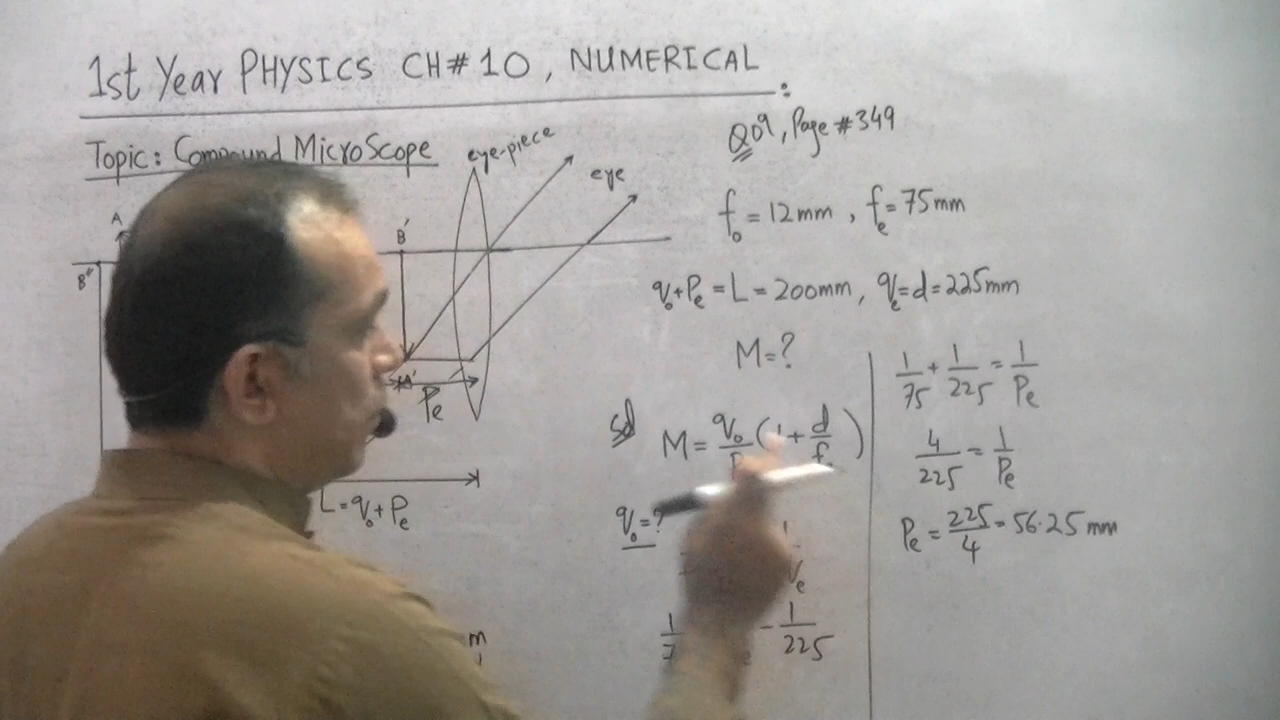 1st Year PHYSICS CH# 10, NUMERICAL :
Topic: Compound MicroScope
Q09, Page #349
eye-piece
eye
A
B'
B"
A'
Pe
L = qo + Pe
m
fo = 12mm, fe = 75mm
qo + Pe = L = 200mm, qe = d = 225mm
M = ?
Sol
M = qo/P (1 + d/f)
qo = ?
e
1/7 - 1/225
1/75 + 1/225 = 1/Pe
4/225 = 1/Pe
Pe = 225/4 = 56.25 mm